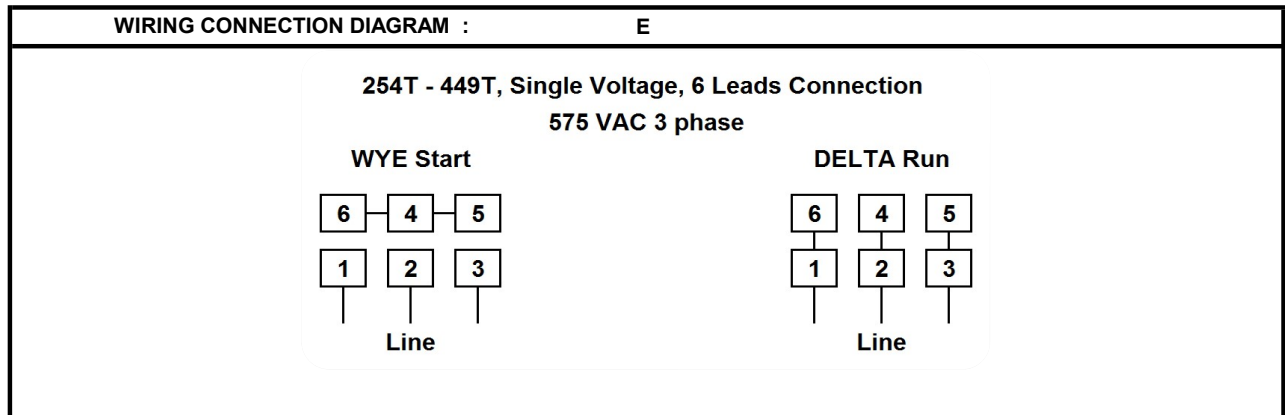 WIRING CONNECTION DIAGRAM : E
254T - 449T, Single Voltage, 6 Leads Connection
575 VAC 3 phase
WYE Start DELTA Run
6 4 5 6 4 5
1 2 3 1 2 3
Line Line